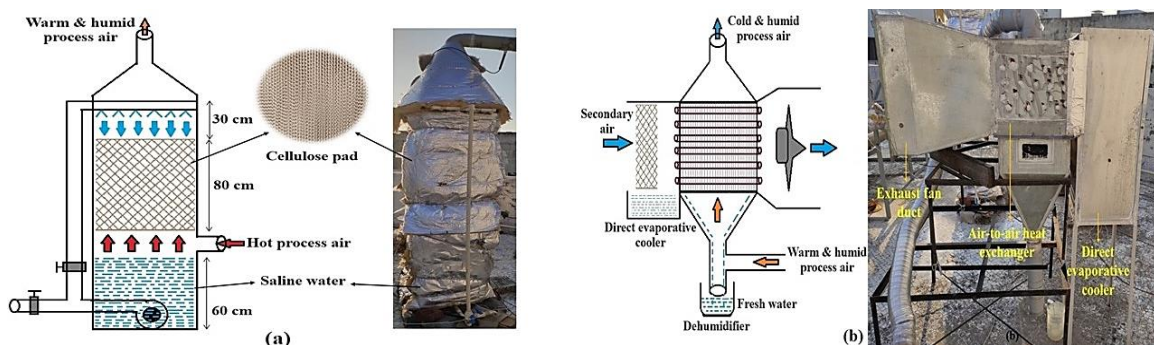 Warm & humid
process air
30 cm
80 cm
Cellulose pad
Hot process air
Saline water
60 cm
(a)
Cold & humid
process air
Secondary
air
Direct evaporative
cooler
Warm & humid
process air
Fresh water
Dehumidifier
(b)
Exhaust fan
duct
Air-to-air heat
exchanger
Direct
evaporative
cooler
(b)